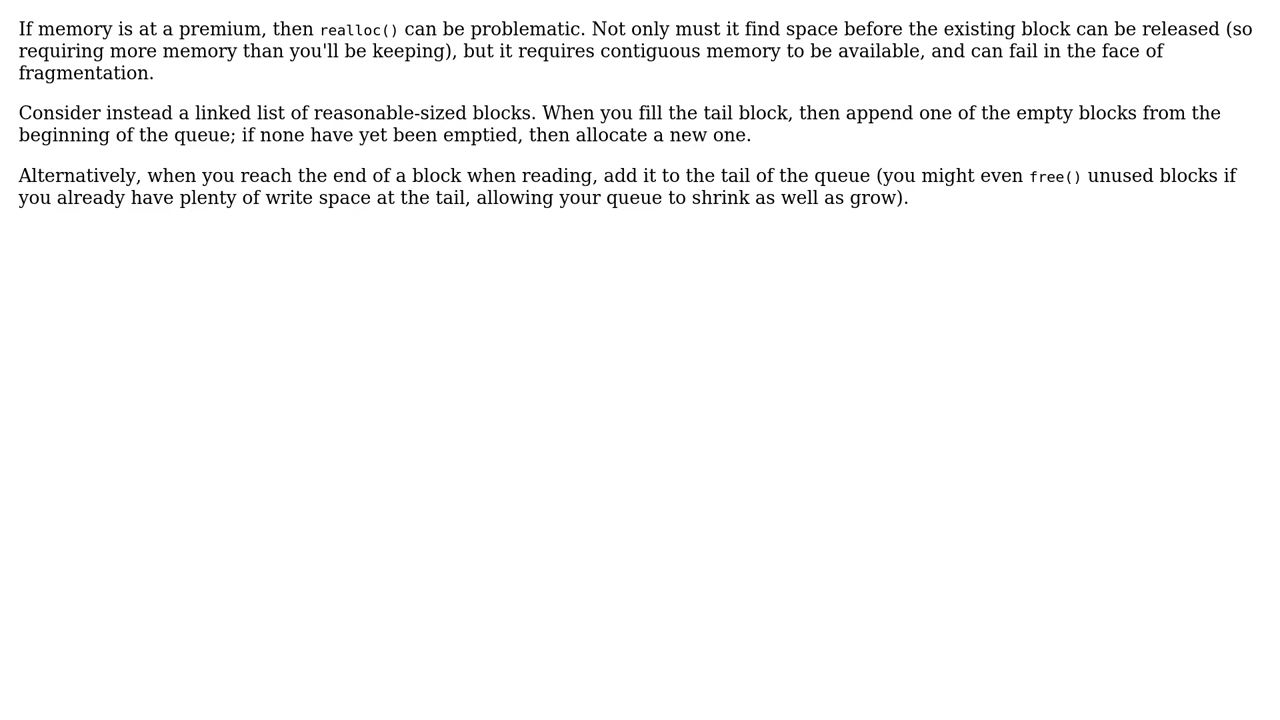 If memory is at a premium, then realloc() can be problematic. Not only must it find space before the existing block can be released (so
requiring more memory than you'll be keeping), but it requires contiguous memory to be available, and can fail in the face of
fragmentation.
Consider instead a linked list of reasonable-sized blocks. When you fill the tail block, then append one of the empty blocks from the
beginning of the queue; if none have yet been emptied, then allocate a new one.
Alternatively, when you reach the end of a block when reading, add it to the tail of the queue (you might even free() unused blocks if
you already have plenty of write space at the tail, allowing your queue to shrink as well as grow).